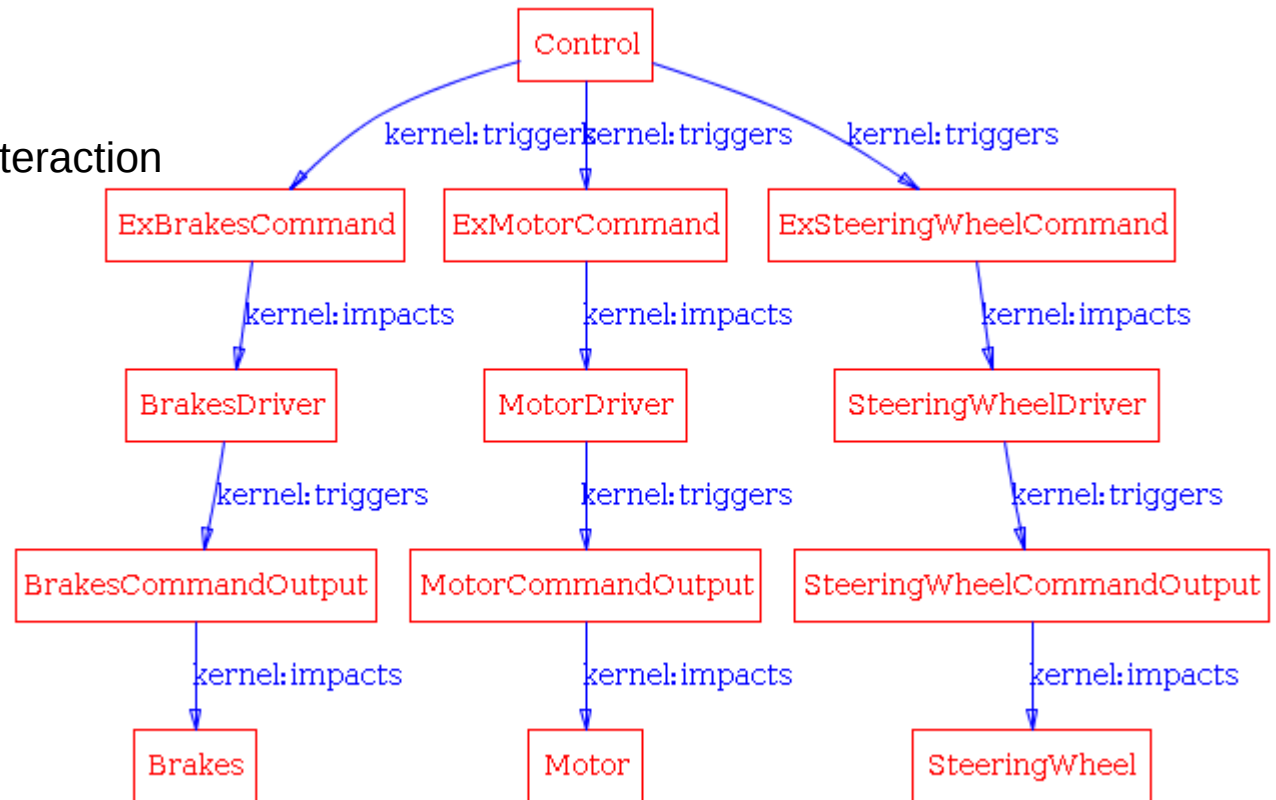 Control
kernel:triggers kernel:triggers kernel:triggers
teraction
ExBrakesCommand ExMotorCommand ExSteeringWheelCommand
kernel:impacts kernel:impacts kernel:impacts
BrakesDriver MotorDriver SteeringWheelDriver
kernel:triggers kernel:triggers kernel:triggers
BrakesCommandOutput MotorCommandOutput SteeringWheelCommandOutput
kernel:impacts kernel:impacts kernel:impacts
Brakes Motor SteeringWheel